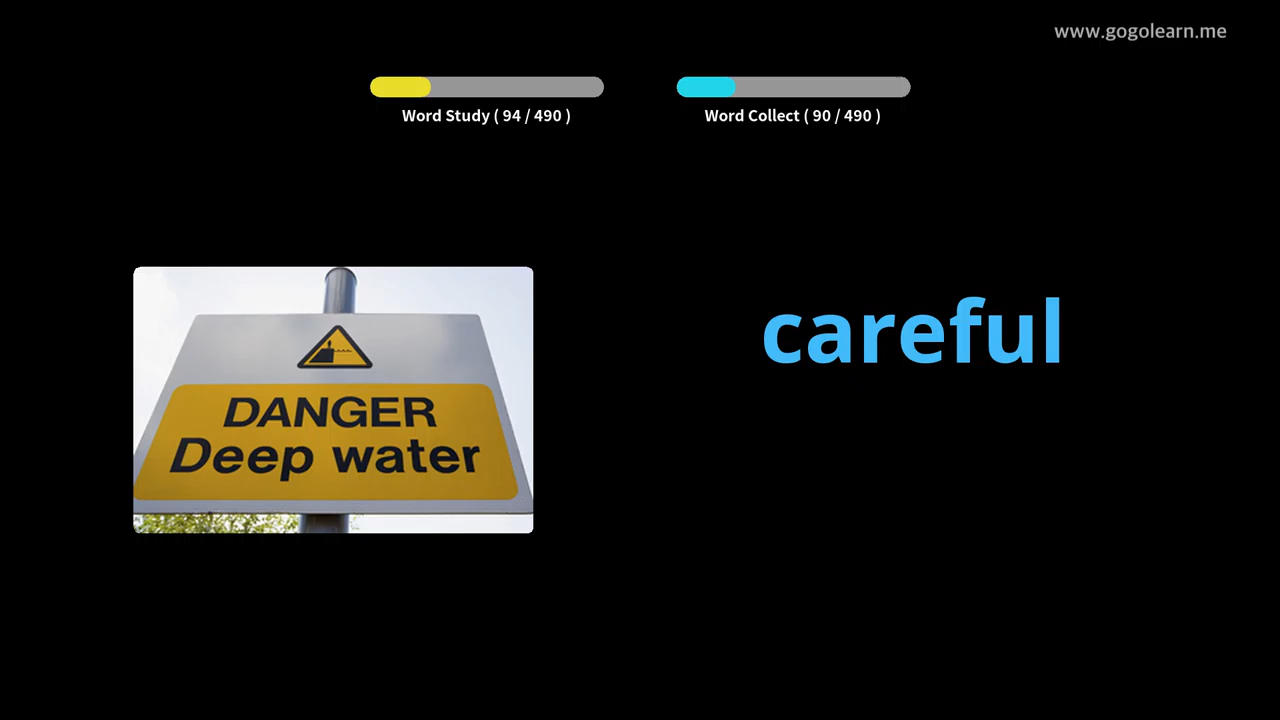 www.gogolearn.me
Word Study ( 94 / 490 )
Word Collect ( 90 / 490 )
DANGER
Deep water
careful